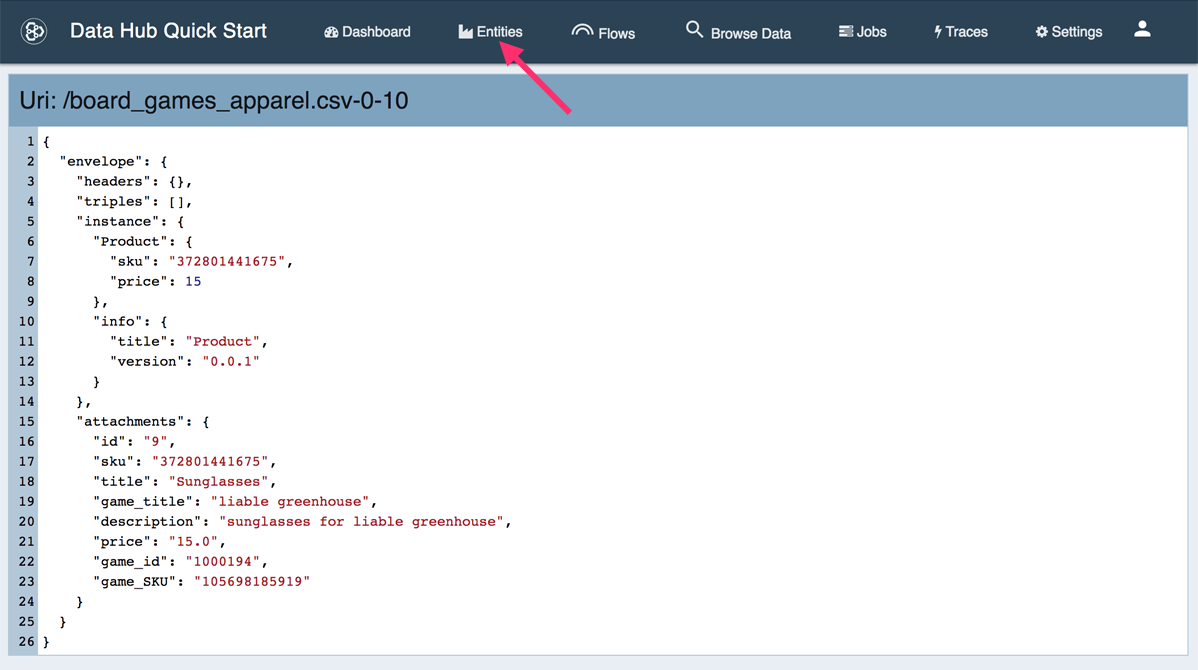 Data Hub Quick Start Dashboard Entities Flows Browse Data Jobs Traces Settings
Uri: /board_games_apparel.csv-0-10
1 {
2   "envelope": {
3     "headers": {},
4     "triples": [],
5     "instance": {
6       "Product": {
7         "sku": "372801441675",
8         "price": 15
9       },
10       "info": {
11         "title": "Product",
12         "version": "0.0.1"
13       }
14     },
15     "attachments": {
16       "id": "9",
17       "sku": "372801441675",
18       "title": "Sunglasses",
19       "game_title": "liable greenhouse",
20       "description": "sunglasses for liable greenhouse",
21       "price": "15.0",
22       "game_id": "1000194",
23       "game_SKU": "105698185919"
24     }
25   }
26 }